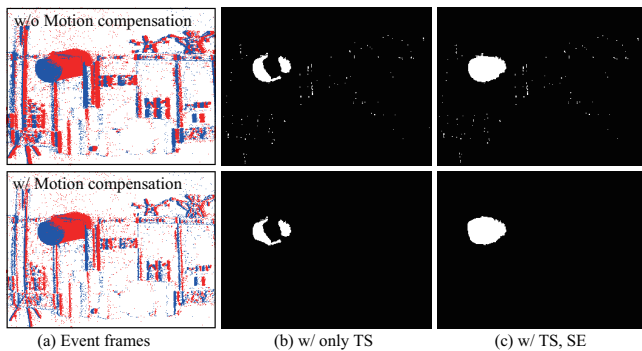 w/o Motion compensation
w/ Motion compensation
(a) Event frames
(b) w/ only TS
(c) w/ TS, SE